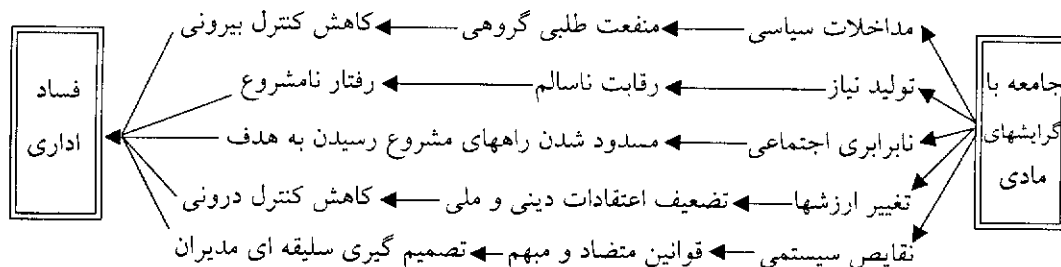 جامعه با
گرایشهای
مادی
مداخلات سیاسی منفعت طلبی گروهی کاهش کنترل بیرونی
تولید نیاز رقابت ناسالم رفتار نامشروع
نابرابری اجتماعی مسدود شدن راههای مشروع رسیدن به هدف
تغییر ارزشها تضعیف اعتقادات دینی و ملی کاهش کنترل درونی
نقایص سیستمی قوانین متضاد و مبهم تصمیم گیری سلیقه ای مدیران
فساد
اداری